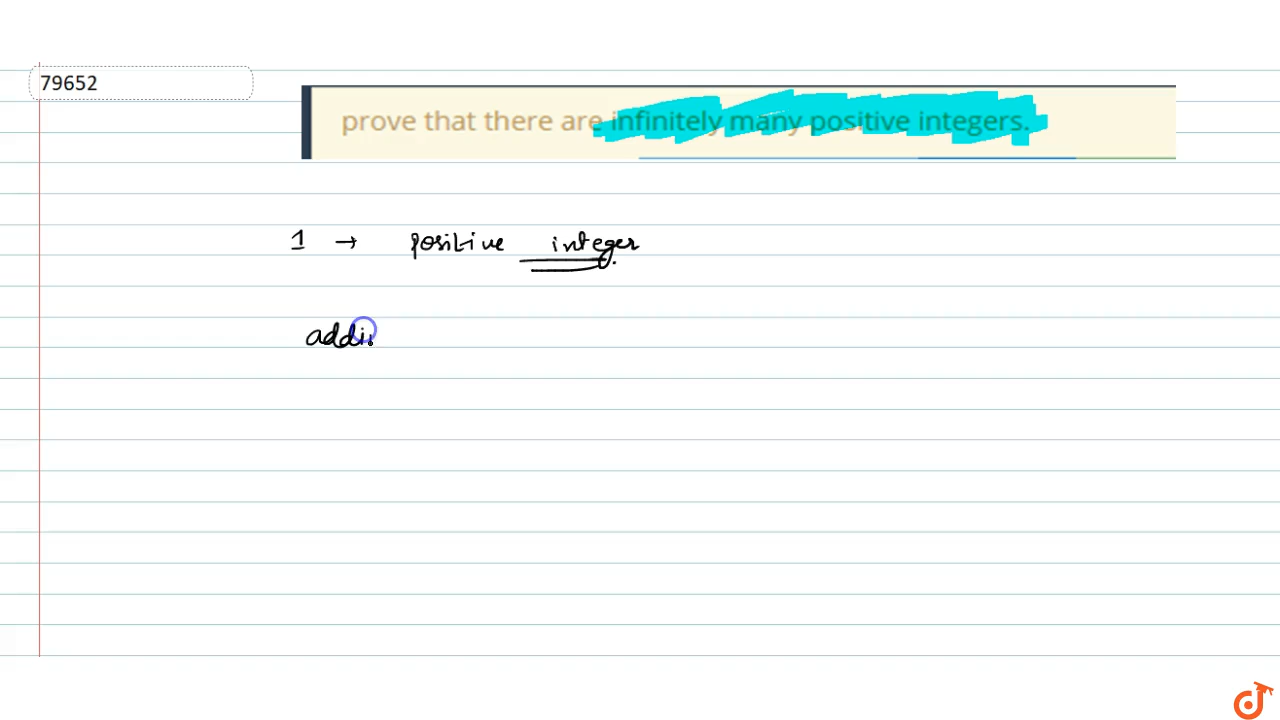 79652
prove that there are infinitely many positive integers.
1 → positive integer.
addi